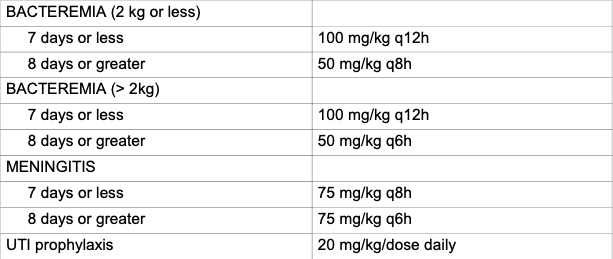 BACTEREMIA (2 kg or less)
7 days or less 100 mg/kg q12h
8 days or greater 50 mg/kg q8h
BACTEREMIA (> 2kg)
7 days or less 100 mg/kg q12h
8 days or greater 50 mg/kg q6h
MENINGITIS
7 days or less 75 mg/kg q8h
8 days or greater 75 mg/kg q6h
UTI prophylaxis 20 mg/kg/dose daily